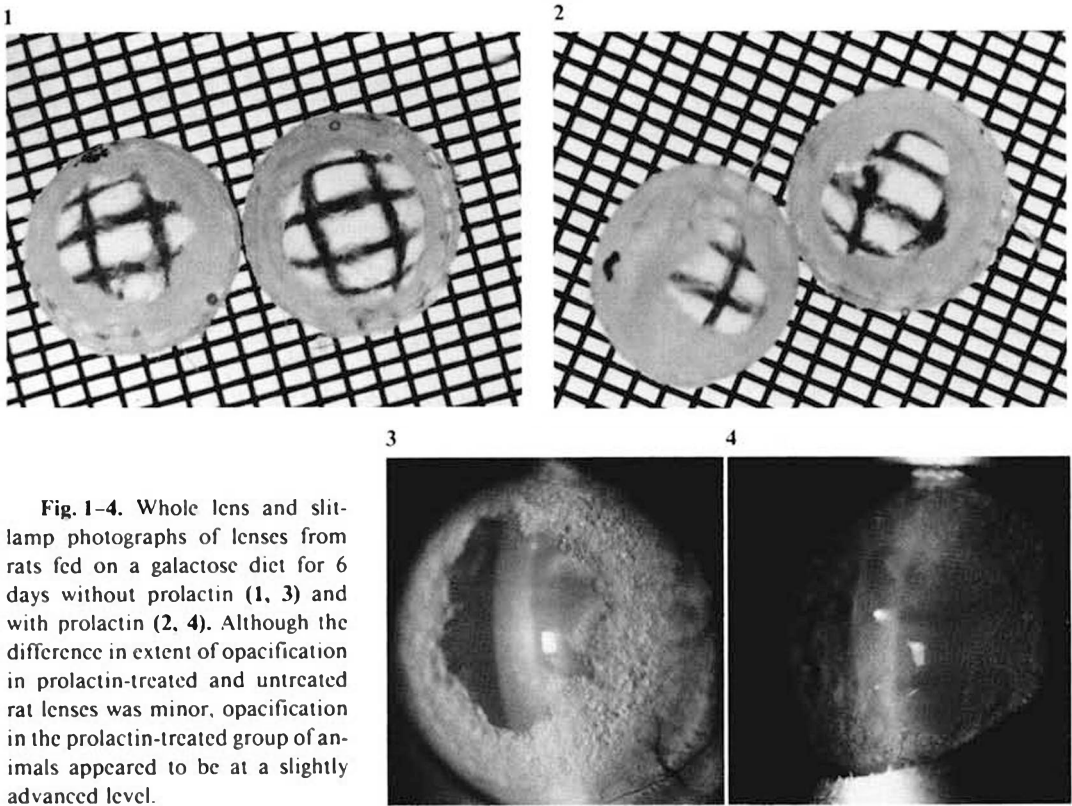 1
2
3
4
Fig. 1–4. Whole lens and slit-
lamp photographs of lenses from
rats fed on a galactose diet for 6
days without prolactin (1, 3) and
with prolactin (2, 4). Although the
difference in extent of opacification
in prolactin-treated and untreated
rat lenses was minor, opacification
in the prolactin-treated group of an-
imals appeared to be at a slightly
advanced level.